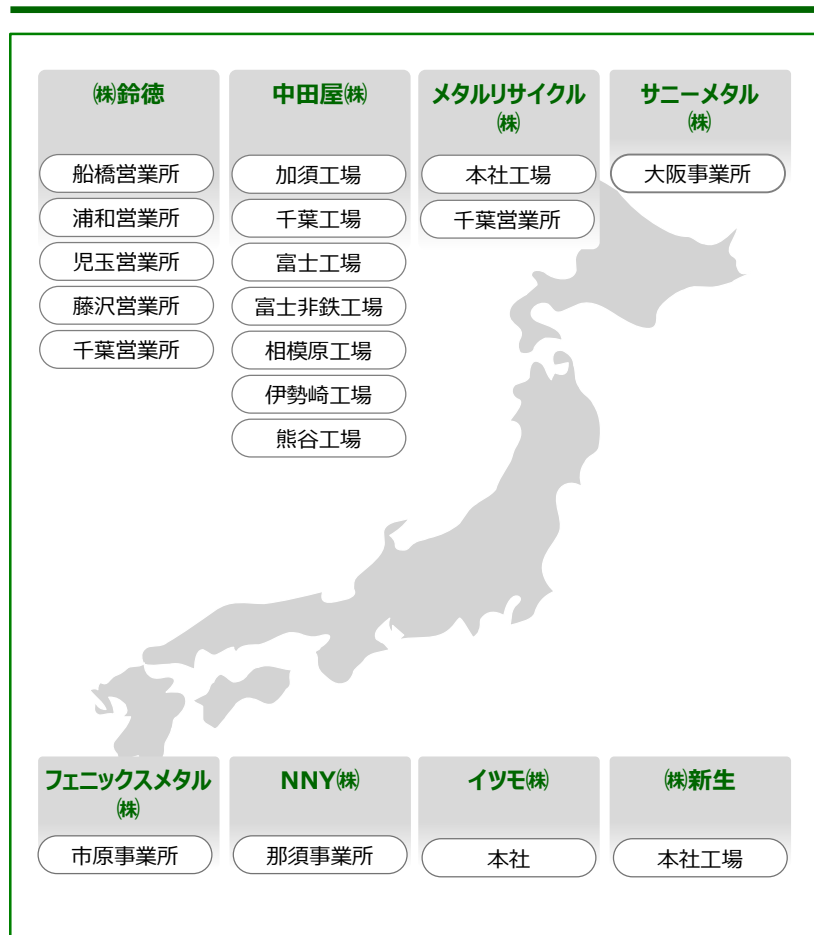 ㈱鈴徳
船橋営業所
浦和営業所
児玉営業所
藤沢営業所
千葉営業所
中田屋㈱
加須工場
千葉工場
富士工場
富士非鉄工場
相模原工場
伊勢崎工場
熊谷工場
メタルリサイクル
㈱
本社工場
千葉営業所
サニーメタル
㈱
大阪事業所
フェニックスメタル
㈱
市原事業所
NNY㈱
那須事業所
イツモ㈱
本社
㈱新生
本社工場